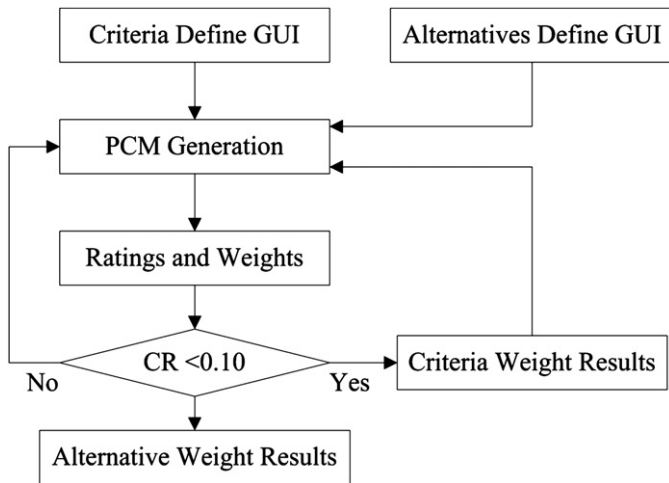 Criteria Define GUI
Alternatives Define GUI
PCM Generation
Ratings and Weights
CR <0.10
No
Yes
Criteria Weight Results
Alternative Weight Results